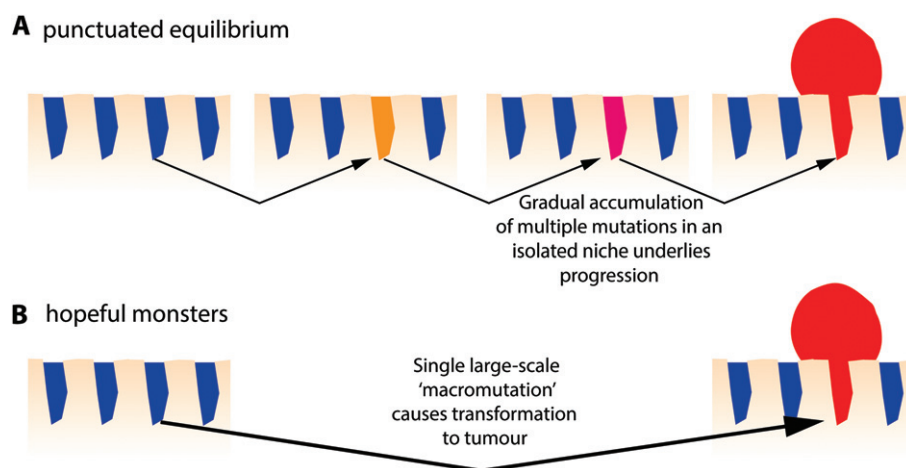 A punctuated equilibrium
Gradual accumulation
of multiple mutations in an
isolated niche underlies
progression
B hopeful monsters
Single large-scale
‘macromutation’
causes transformation
to tumour